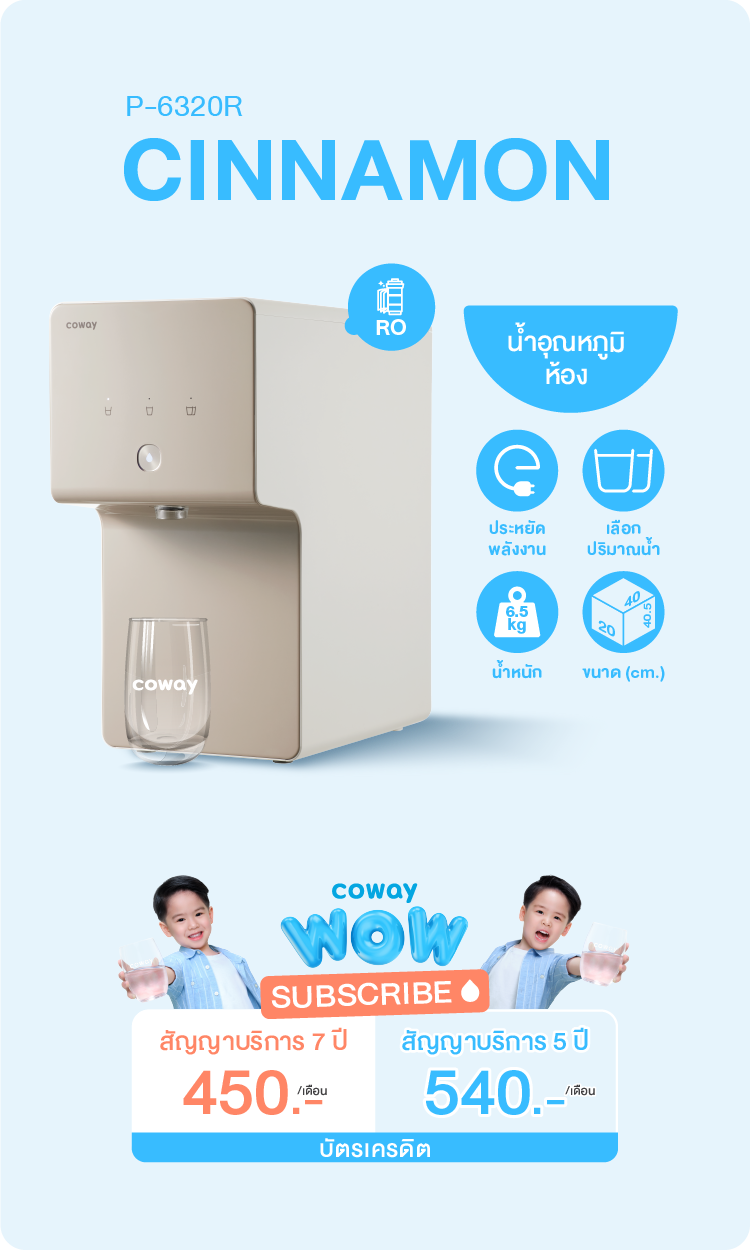 P-6320R
CINNAMON
coway
RO
น้ำอุณหภูมิ
ห้อง
ประหยัด
พลังงาน
เลือก
ปริมาณน้ำ
6.5
kg
น้ำหนัก
40
20
40.5
ขนาด (cm.)
coway
coway
WOW
SUBSCRIBE
สัญญาบริการ 7 ปี
450.- /เดือน
สัญญาบริการ 5 ปี
540.- /เดือน
บัตรเครดิต